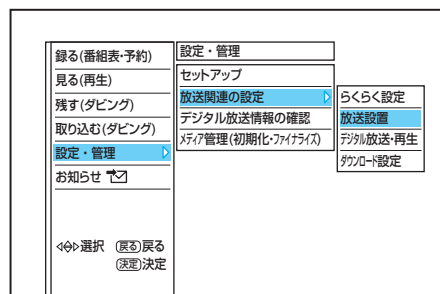 録る(番組表･予約)
見る(再生)
残す(ダビング)
取り込む(ダビング)
設定・管理
お知らせ
選択 戻る戻る
決定決定
設定・管理
セットアップ
放送関連の設定
デジタル放送情報の確認
ﾒﾃﾞｨｱ管理(初期化･ﾌｧｲﾅﾗｲｽﾞ)
らくらく設定
放送設置
ﾃﾞｼﾞﾀﾙ放送・再生
ﾀﾞｳﾝﾛｰﾄﾞ設定